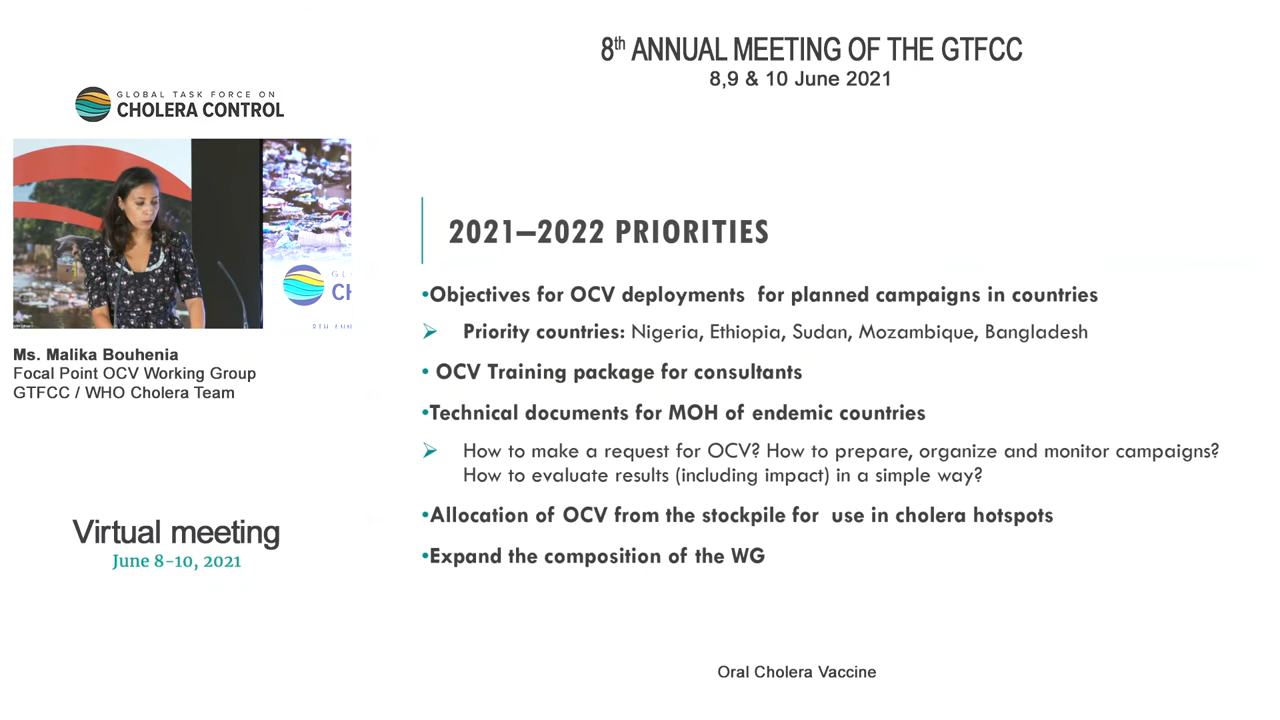 8th ANNUAL MEETING OF THE GTFCC
8,9 & 10 June 2021
GLOBAL TASK FORCE ON
CHOLERA CONTROL
GL
CH
8TH ANN
Ms. Malika Bouhenia
Focal Point OCV Working Group
GTFCC / WHO Cholera Team
Virtual meeting
June 8-10, 2021
2021–2022 PRIORITIES
•Objectives for OCV deployments for planned campaigns in countries
➢ Priority countries: Nigeria, Ethiopia, Sudan, Mozambique, Bangladesh
• OCV Training package for consultants
•Technical documents for MOH of endemic countries
➢ How to make a request for OCV? How to prepare, organize and monitor campaigns?
How to evaluate results (including impact) in a simple way?
•Allocation of OCV from the stockpile for use in cholera hotspots
•Expand the composition of the WG
Oral Cholera Vaccine